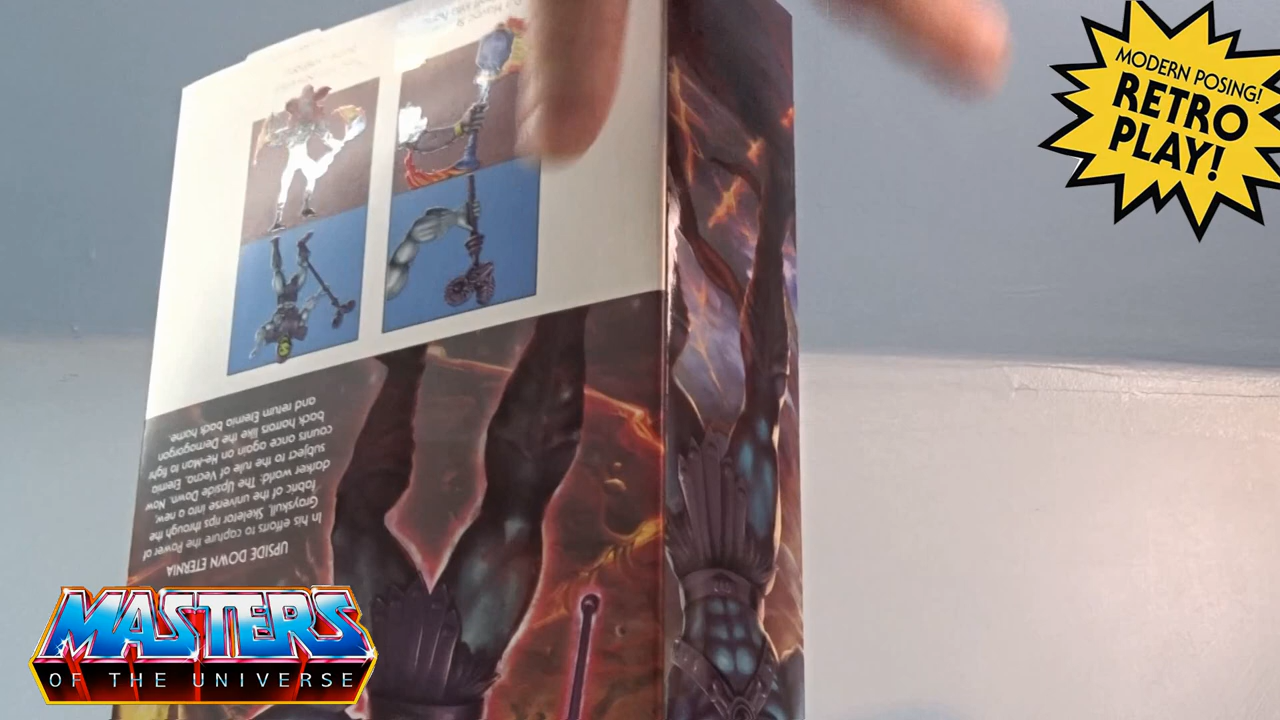 MODERN POSING!
RETRO
PLAY!
UPSIDE DOWN ETERNIA
In his efforts to capture the Power of
Grayskull, Skeletor rips through the
fabric of the universe into a new,
darker world: The Upside Down. Now
subject to the rule of Vecna, Eternia
counts once again on He-Man to fight
back horrors like the Demogorgon
and return Eternia back home.
MASTERS
OF THE UNIVERSE